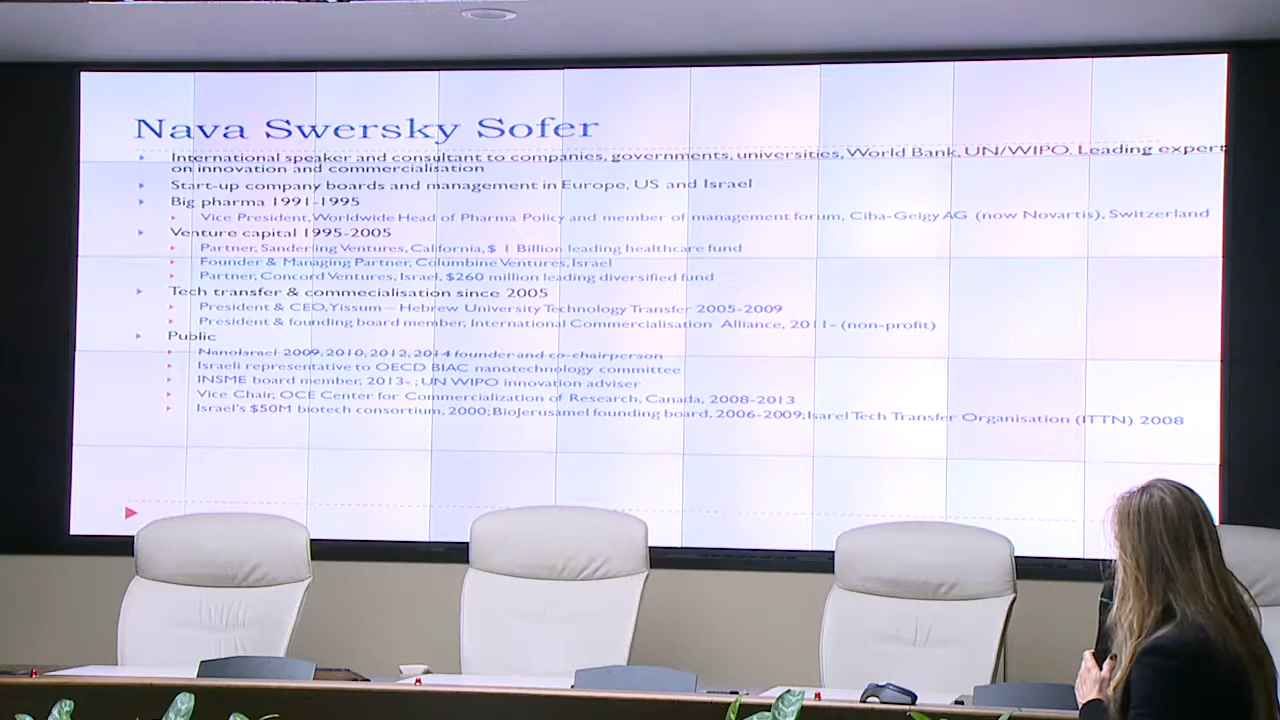 Nava Swersky Sofer
International speaker and consultant to companies, governments, universities, World Bank, UN/WIPO. Leading expert
on innovation and commercialisation
Start-up company boards and management in Europe, US and Israel
Big pharma 1991-1995
Vice President, Worldwide Head of Pharma Policy and member of management forum, Ciba-Geigy AG (now Novartis), Switzerland
Venture capital 1995-2005
Partner, Sanderling Ventures, California, $ 1 Billion leading healthcare fund
Founder & Managing Partner, Columbine Ventures, Israel
Partner, Concord Ventures, Israel, $260 million leading diversified fund
Tech transfer & commecialisation since 2005
President & CEO, Yissum – Hebrew University Technology Transfer 2005-2009
President & founding board member, International Commercialisation Alliance, 2011- (non-profit)
Public
NanoIsrael 2009, 2010, 2012, 2014 founder and co-chairperson
Israeli representative to OECD BIAC nanotechnology committee
INSME board member, 2013- ; UN WIPO innovation adviser
Vice Chair, OCE Center for Commercialization of Research, Canada, 2008-2013
Israel's $50M biotech consortium, 2000; BioJerusamel founding board, 2006-2009; Isarel Tech Transfer Organisation (ITTN) 2008